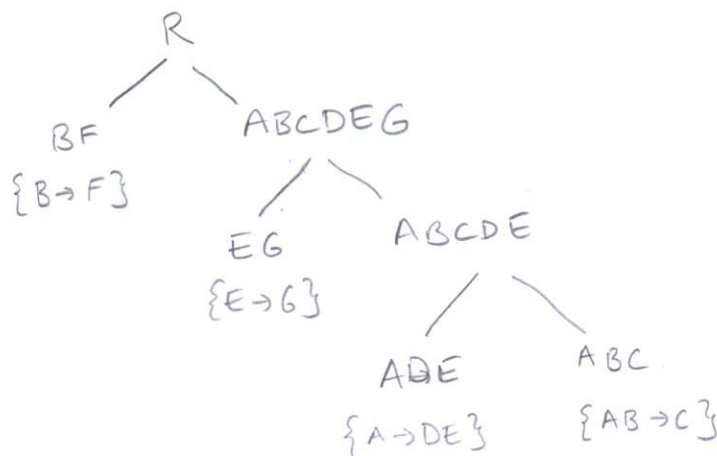 R
BF ABCDEG
{B→F}
EG ABCDE
{E→G}
ADE ABC
{A→DE} {AB→C}